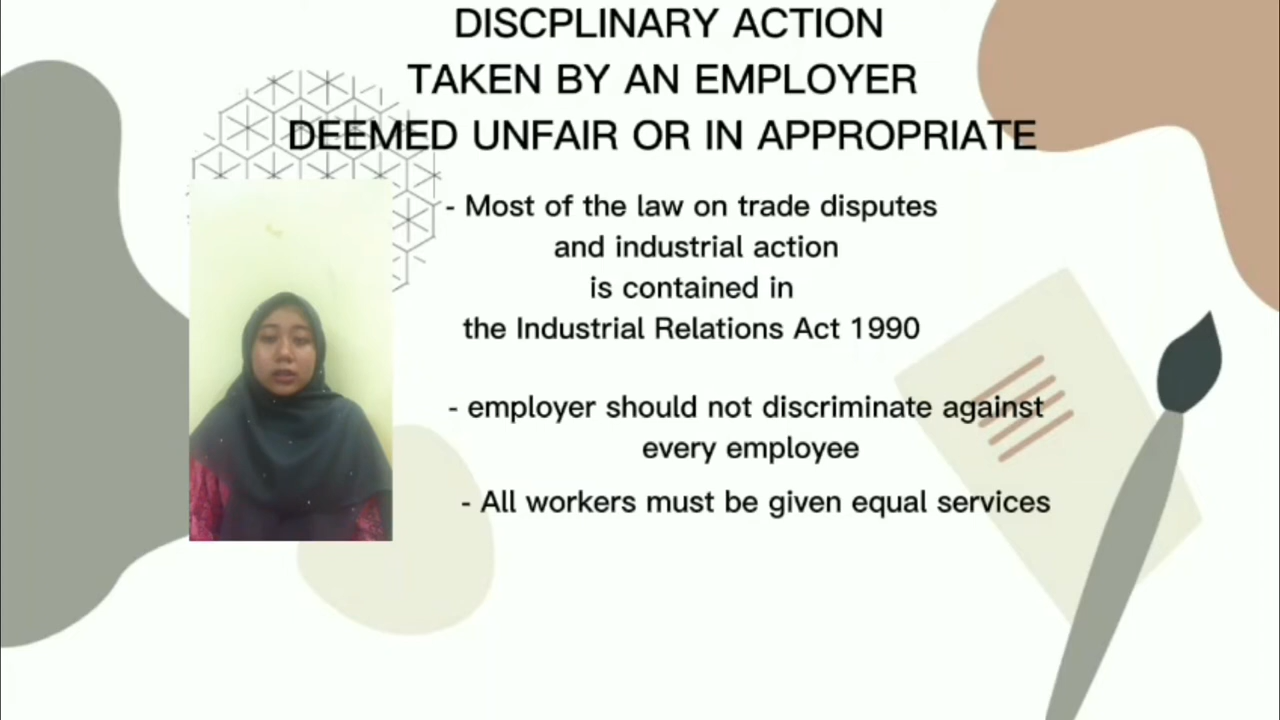 DISCPLINARY ACTION
TAKEN BY AN EMPLOYER
DEEMED UNFAIR OR IN APPROPRIATE
- Most of the law on trade disputes
and industrial action
is contained in
the Industrial Relations Act 1990
- employer should not discriminate against
every employee
- All workers must be given equal services